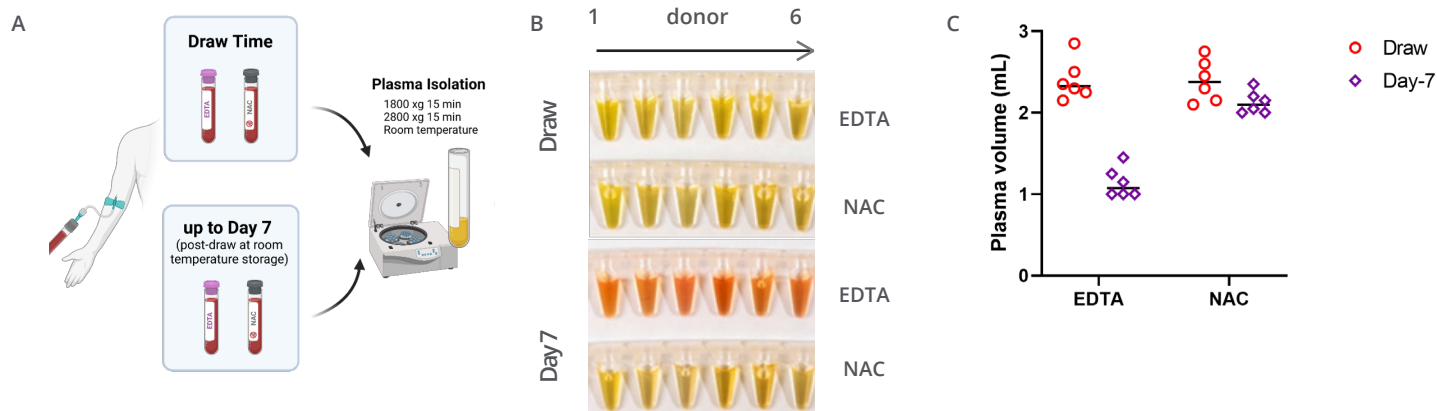 A
Draw Time
EDTA
NAC
up to Day 7
(post-draw at room
temperature storage)
EDTA
NAC
Plasma Isolation
1800 xg 15 min
2800 xg 15 min
Room temperature
B
1 donor 6
Draw
EDTA
NAC
Day 7
EDTA
NAC
C
Plasma volume (mL)
3
2
1
0
EDTA NAC
Draw
Day-7